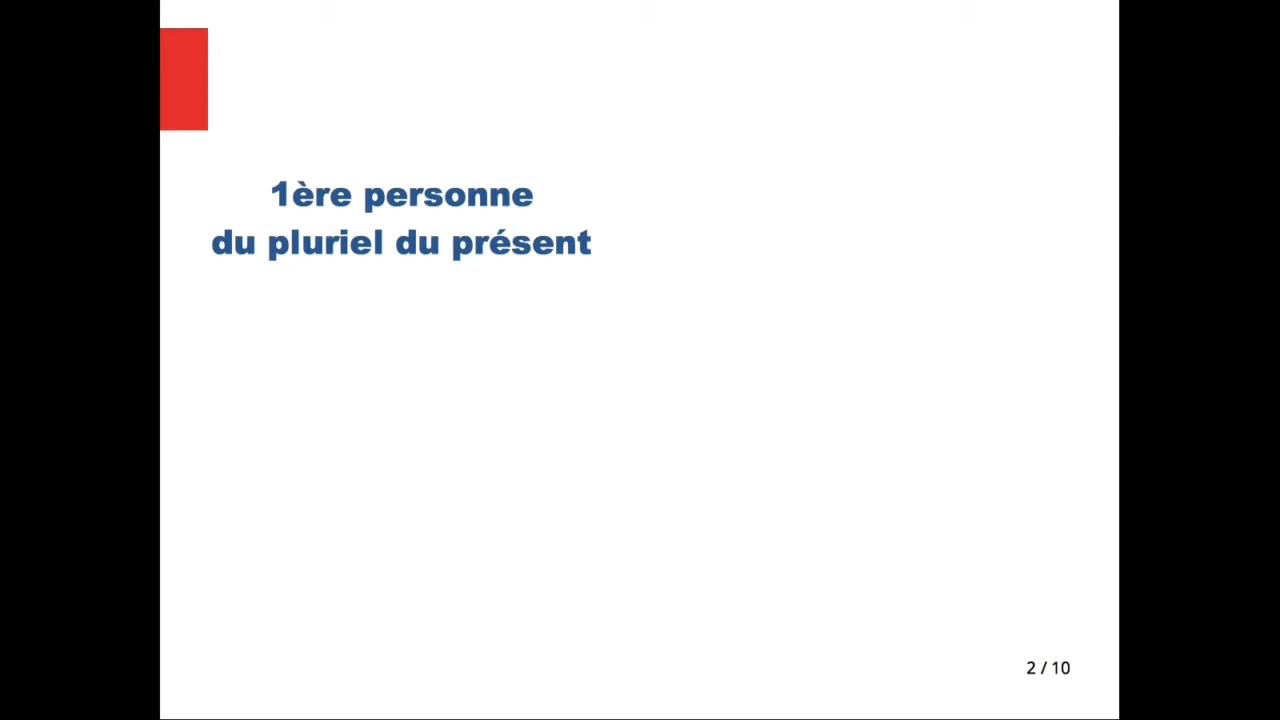 1ère personne
du pluriel du présent
2 / 10